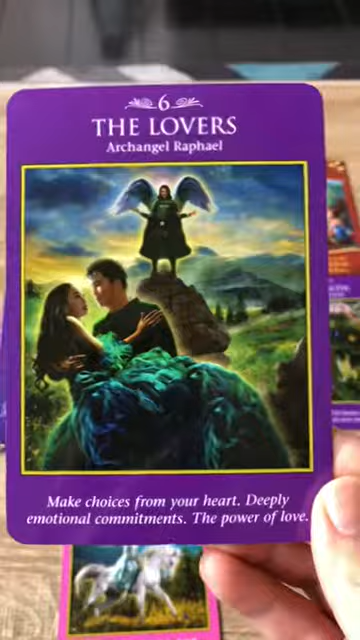 6
THE LOVERS
Archangel Raphael
Make choices from your heart. Deeply
emotional commitments. The power of love.